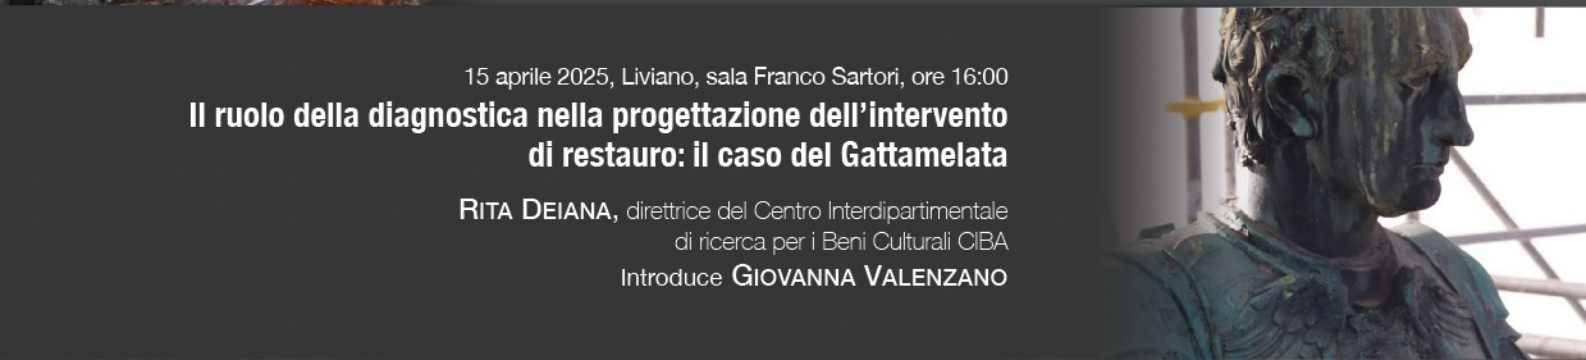 15 aprile 2025, Liviano, sala Franco Sartori, ore 16:00
Il ruolo della diagnostica nella progettazione dell’intervento
di restauro: il caso del Gattamelata
RITA DEIANA, direttrice del Centro Interdipartimentale
di ricerca per i Beni Culturali CIBA
Introduce GIOVANNA VALENZANO